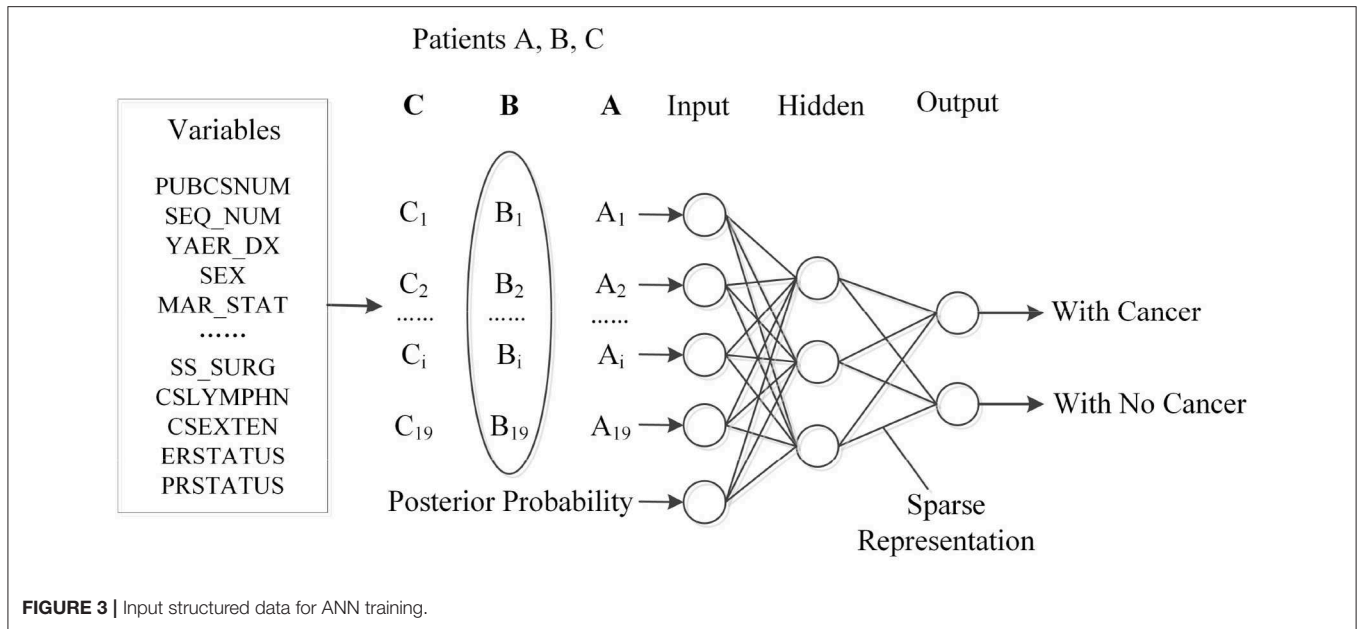 Patients A, B, C
C B A Input Hidden Output
Variables
PUBCSNUM
SEQ_NUM
YAER_DX
SEX
MAR_STAT
......
SS_SURG
CSLYMPHN
CSEXTEN
ERSTATUS
PRSTATUS
C1 B1 A1
C2 B2 A2
...... ...... ......
Ci Bi Ai
C19 B19 A19
Posterior Probability
With Cancer
With No Cancer
Sparse
Representation
FIGURE 3 | Input structured data for ANN training.